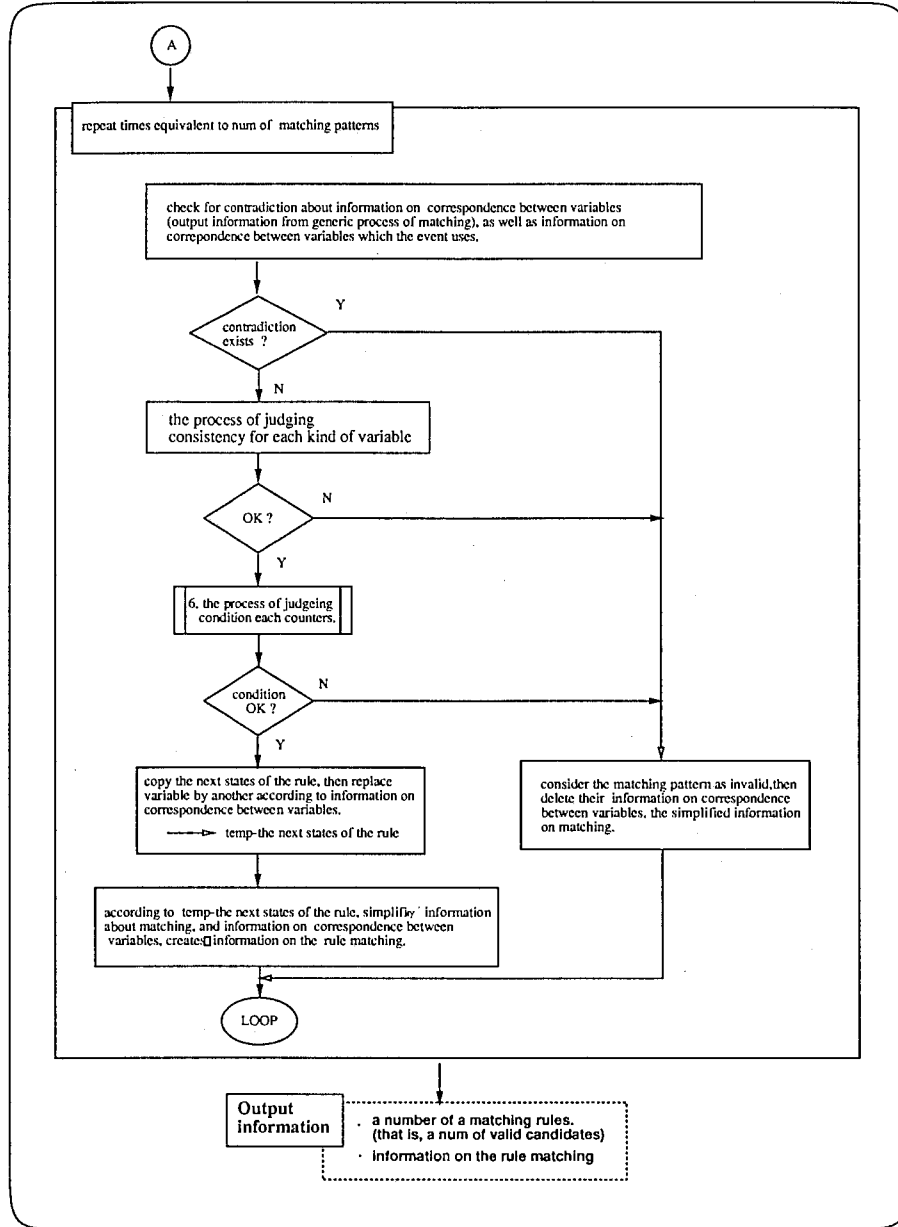 A
repeat times equivalent to num of matching patterns
check for contradiction about information on correspondence between variables
(output information from generic process of matching), as well as information on
correpondence between variables which the event uses.
Y
contradiction
exists ?
N
the process of judging
consistency for each kind of variable
N
OK ?
Y
6. the process of judgeing
condition each counters.
N
condition
OK ?
Y
copy the next states of the rule, then replace
variable by another according to information on
correspondence between variables.
temp-the next states of the rule
consider the matching pattern as invalid,then
delete their information on correspondence
between variables, the simplified information
on matching.
according to temp-the next states of the rule, simplifiy' information
about matching, and information on correspondence between
variables, creates information on the rule matching.
LOOP
Output
information
· a number of a matching rules.
(that is, a num of valid candidates)
· information on the rule matching